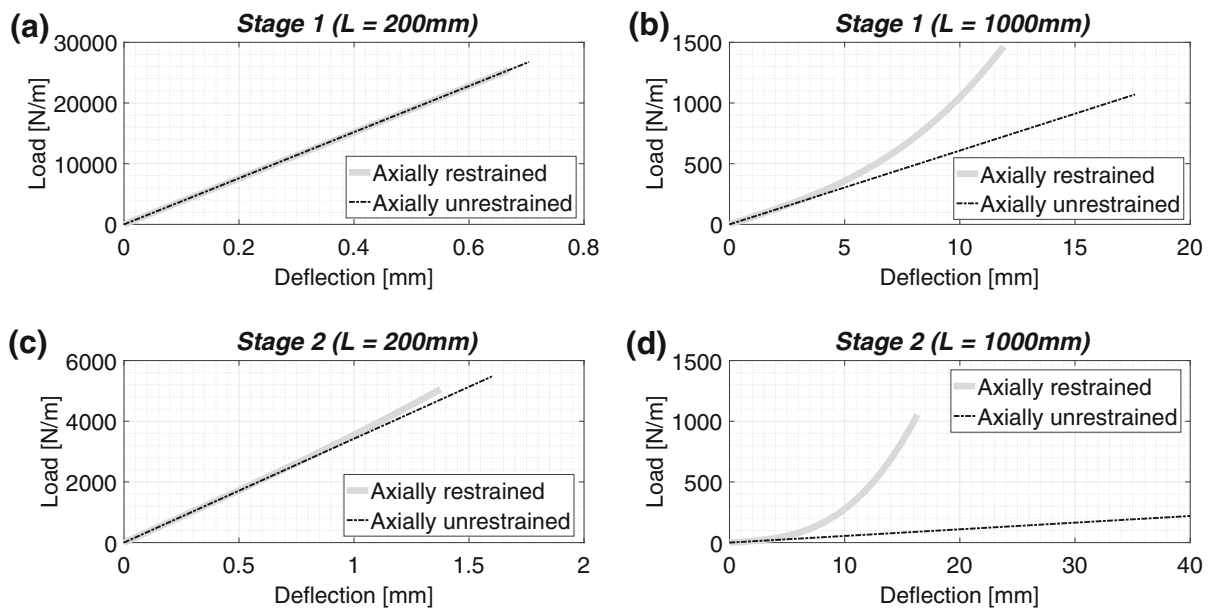 (a)
Stage 1 (L = 200mm)
30000
20000
10000
0
Load [N/m]
Axially restrained
Axially unrestrained
0 0.2 0.4 0.6 0.8
Deflection [mm]
(b)
Stage 1 (L = 1000mm)
1500
1000
500
0
Load [N/m]
Axially restrained
Axially unrestrained
0 5 10 15 20
Deflection [mm]
(c)
Stage 2 (L = 200mm)
6000
4000
2000
0
Load [N/m]
Axially restrained
Axially unrestrained
0 0.5 1 1.5 2
Deflection [mm]
(d)
Stage 2 (L = 1000mm)
1500
1000
500
0
Load [N/m]
Axially restrained
Axially unrestrained
0 10 20 30 40
Deflection [mm]